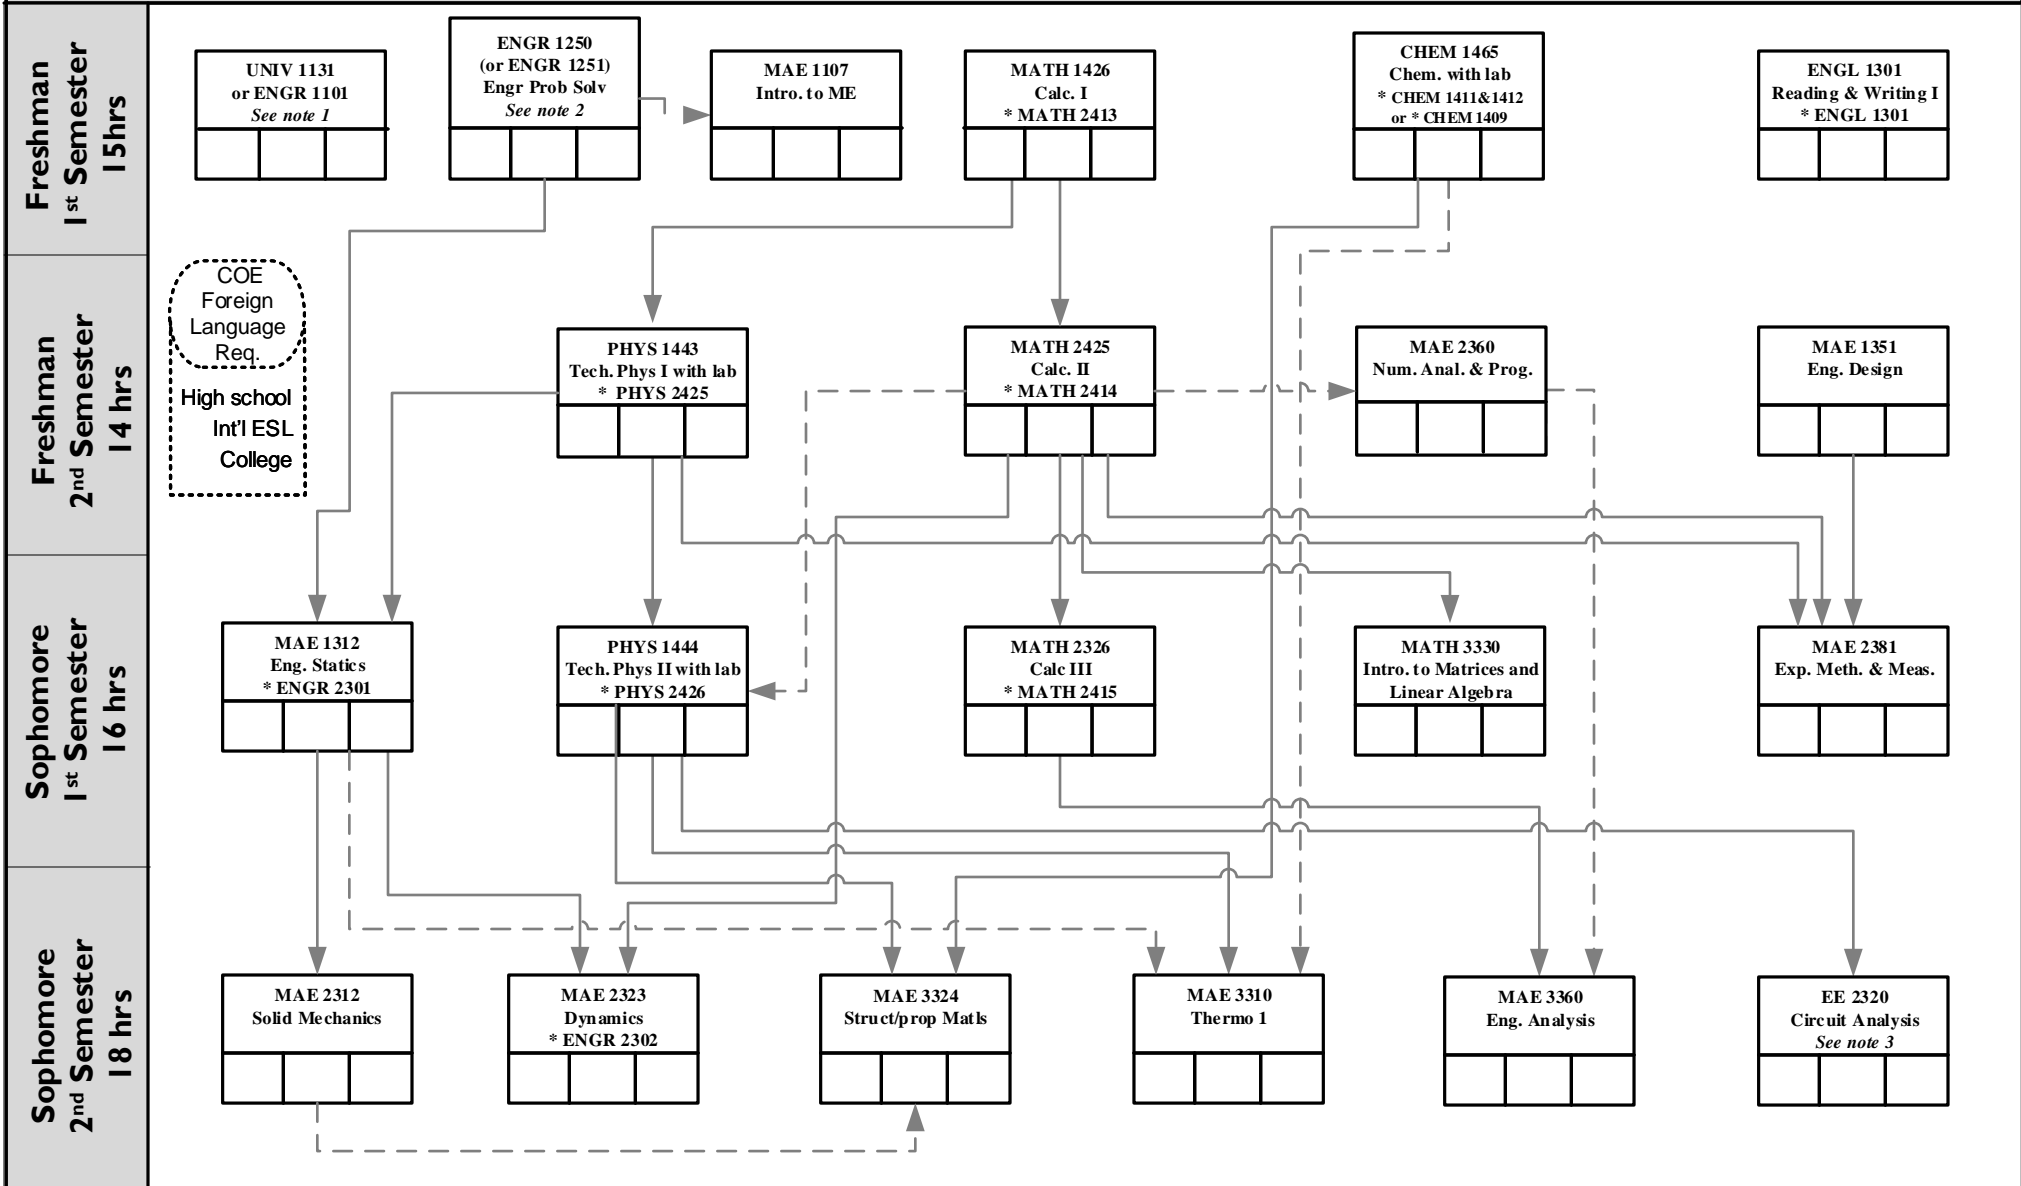 Freshman
1st Semester
15hrs
UNIV 1131
or ENGR 1101
See note 1
ENGR 1250
(or ENGR 1251)
Engr Prob Solv
See note 2
MAE 1107
Intro. to ME
MATH 1426
Calc. I
* MATH 2413
CHEM 1465
Chem. with lab
* CHEM 1411&1412
or * CHEM 1409
ENGL 1301
Reading & Writing I
* ENGL 1301
Freshman
2nd Semester
14 hrs
COE
Foreign
Language
Req.
High school
Int'l ESL
College
PHYS 1443
Tech. Phys I with lab
* PHYS 2425
MATH 2425
Calc. II
* MATH 2414
MAE 2360
Num. Anal. & Prog.
MAE 1351
Eng. Design
Sophomore
1st Semester
16 hrs
MAE 1312
Eng. Statics
* ENGR 2301
PHYS 1444
Tech. Phys II with lab
* PHYS 2426
MATH 2326
Calc III
* MATH 2415
MATH 3330
Intro. to Matrices and
Linear Algebra
MAE 2381
Exp. Meth. & Meas.
Sophomore
2nd Semester
18 hrs
MAE 2312
Solid Mechanics
MAE 2323
Dynamics
* ENGR 2302
MAE 3324
Struct/prop Matls
MAE 3310
Thermo 1
MAE 3360
Eng. Analysis
EE 2320
Circuit Analysis
See note 3